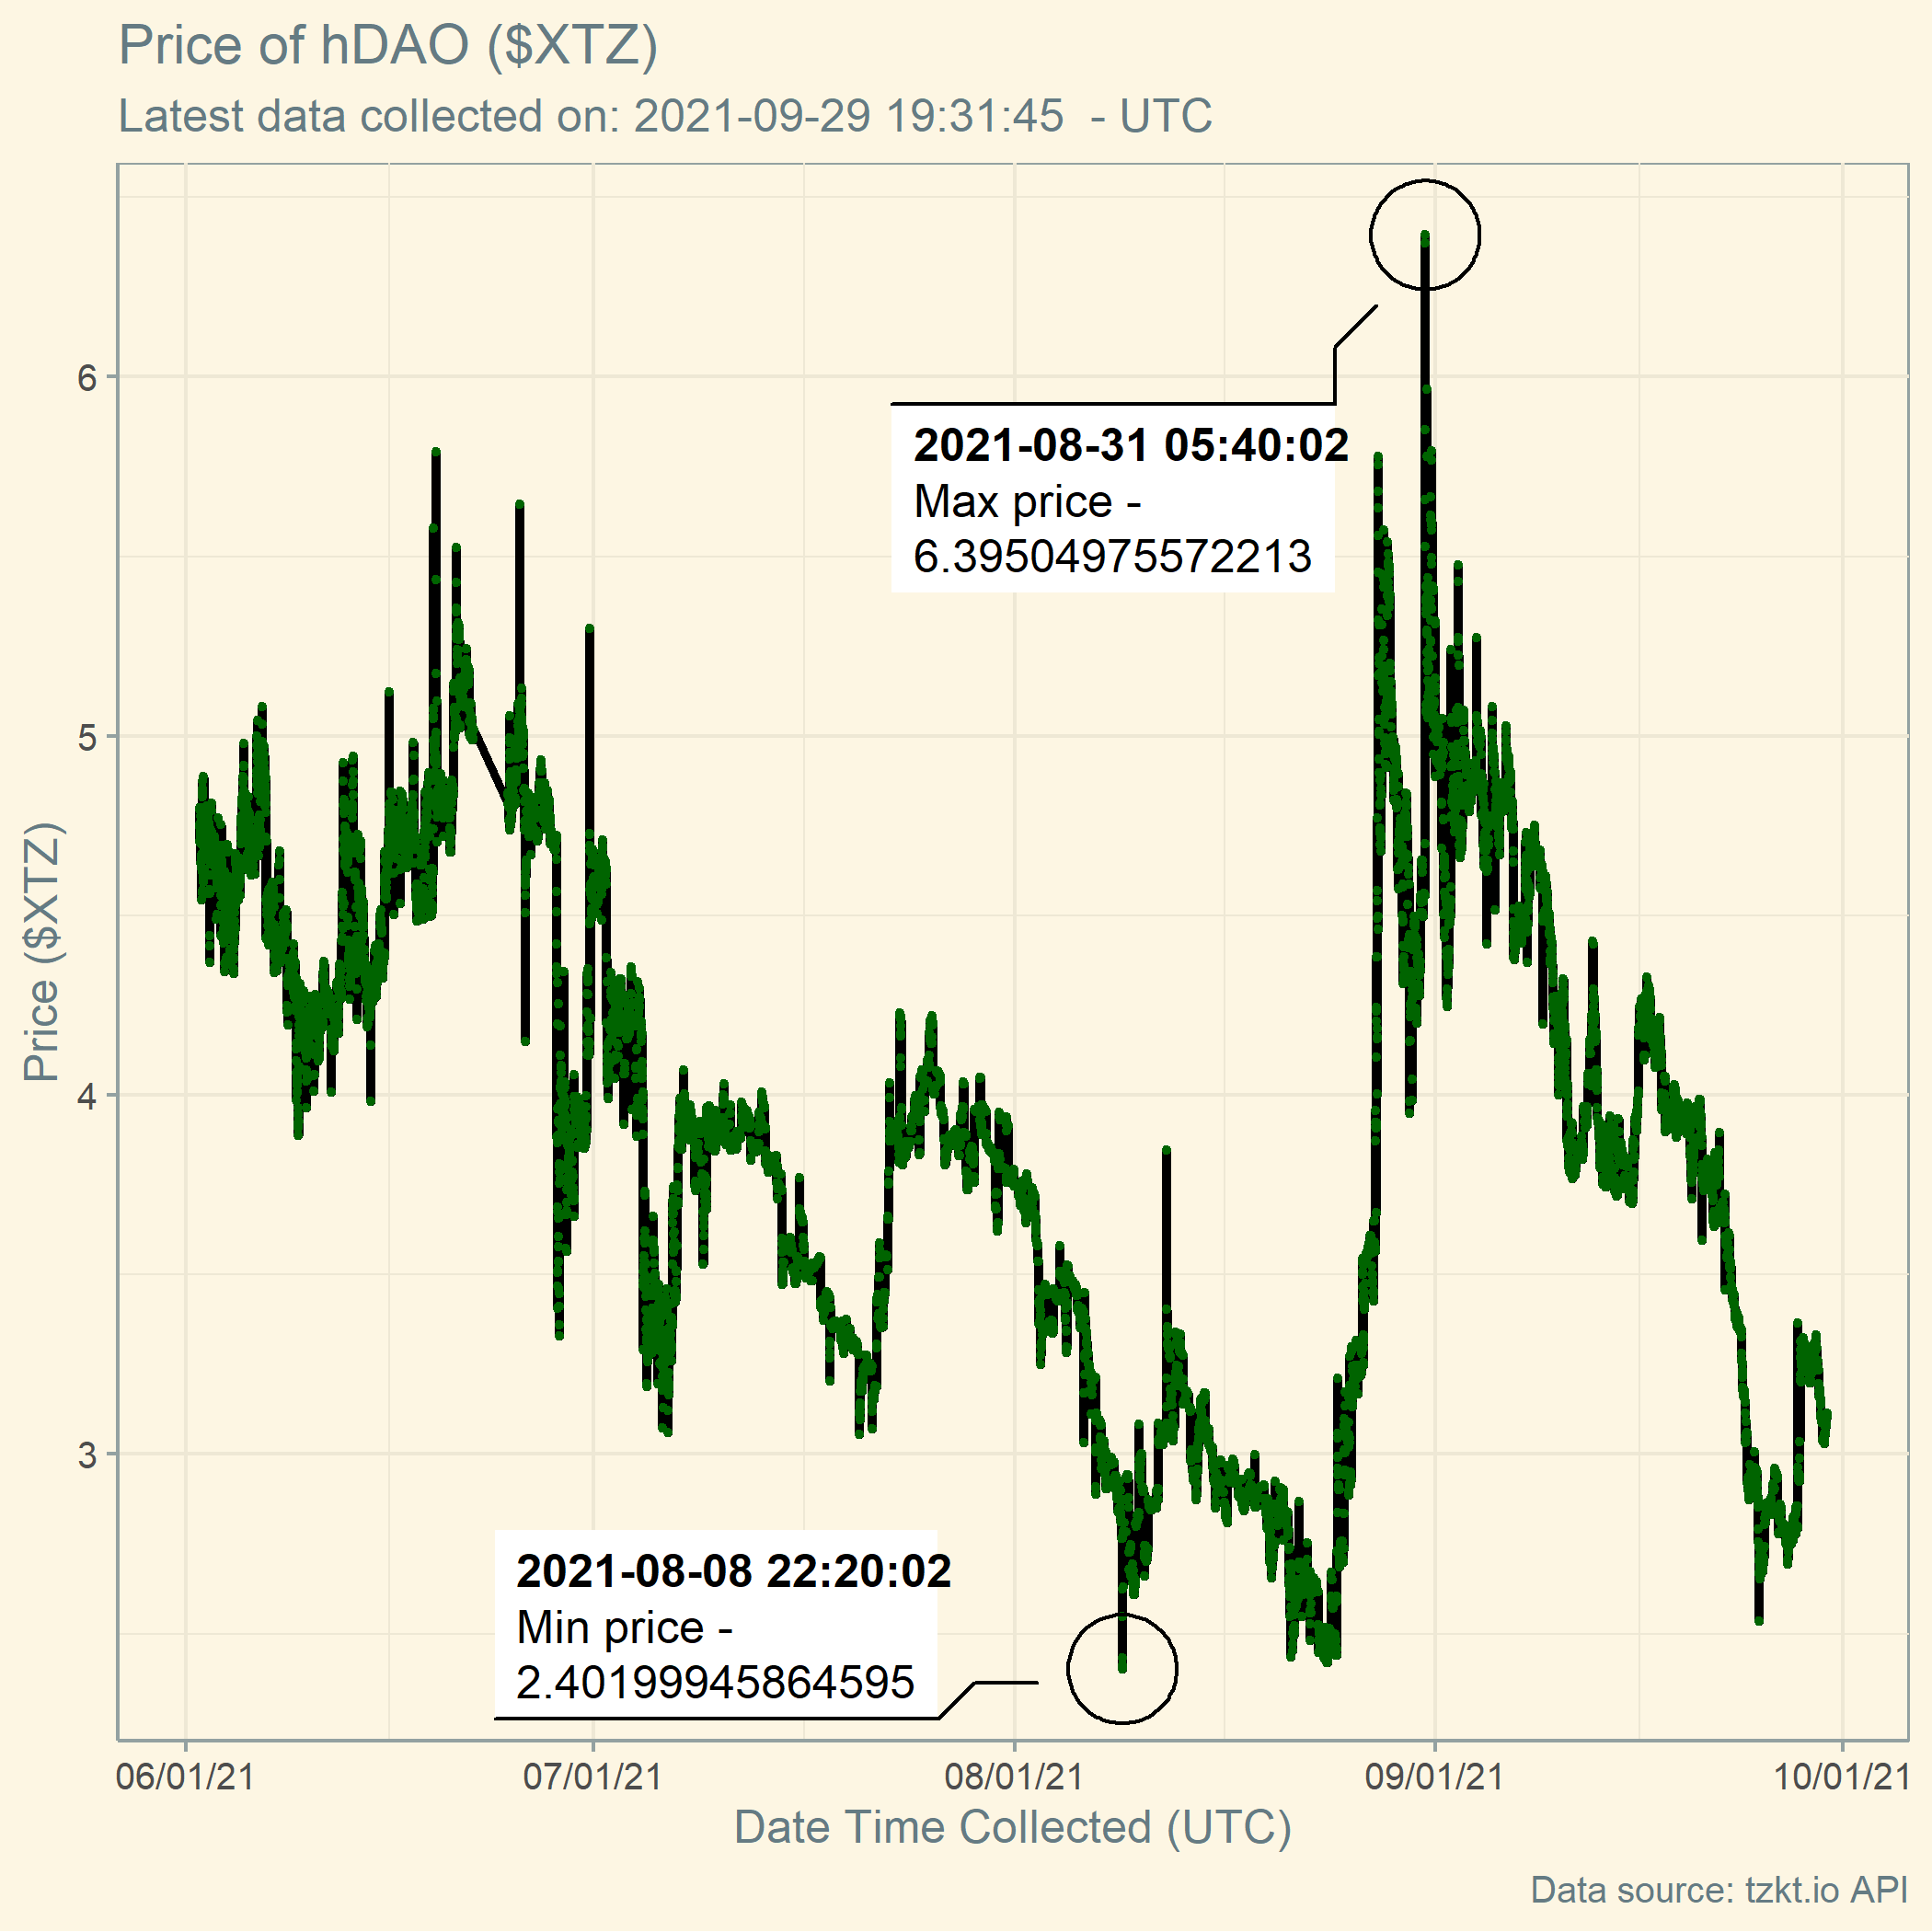 Price of hDAO ($XTZ)
Latest data collected on: 2021-09-29 19:31:45  - UTC
2021-08-31 05:40:02
Max price -
6.39504975572213
2021-08-08 22:20:02
Min price -
2.40199945864595
Price ($XTZ)
6
5
4
3
06/01/21
07/01/21
08/01/21
09/01/21
10/01/21
Date Time Collected (UTC)
Data source: tzkt.io API